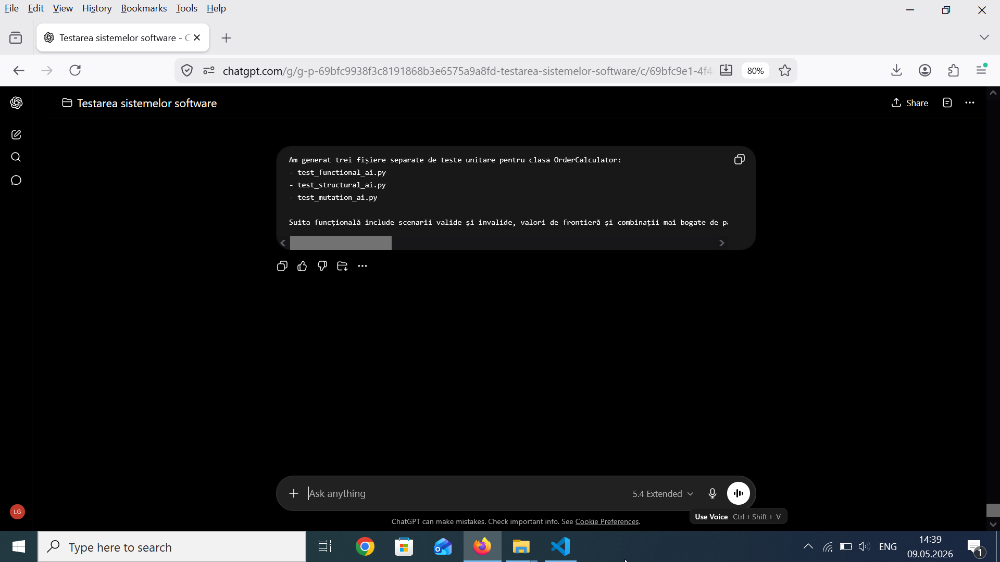 File Edit View History Bookmarks Tools Help
Testarea sistemelor software - C
chatgpt.com/g/g-p-69bfc9938f3c8191868b3e6575a9a8fd-testarea-sistemelor-software/c/69bfc9e1-4f4
80%
Testarea sistemelor software
Share
Am generat trei fișiere separate de teste unitare pentru clasa OrderCalculator:
- test_functional_ai.py
- test_structural_ai.py
- test_mutation_ai.py
Suita funcțională include scenarii valide și invalide, valori de frontieră și combinații mai bogate de pa
Ask anything
5.4 Extended
Use Voice Ctrl + Shift + V
LG
ChatGPT can make mistakes. Check important info. See Cookie Preferences.
Type here to search
ENG
14:39
09.05.2026
1